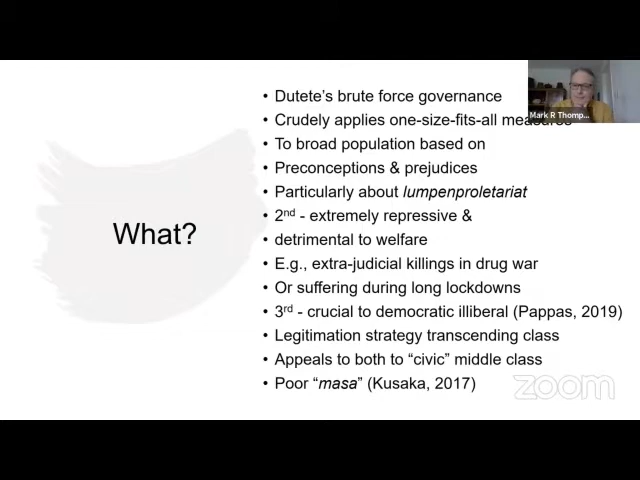 What?
• Dutete’s brute force governance
• Crudely applies one-size-fits-all measures
• To broad population based on
• Preconceptions & prejudices
• Particularly about lumpenproletariat
• 2nd - extremely repressive &
• detrimental to welfare
• E.g., extra-judicial killings in drug war
• Or suffering during long lockdowns
• 3rd - crucial to democratic illiberal (Pappas, 2019)
• Legitimation strategy transcending class
• Appeals to both to “civic” middle class
• Poor “masa” (Kusaka, 2017)
Mark R Thomp...
zoom